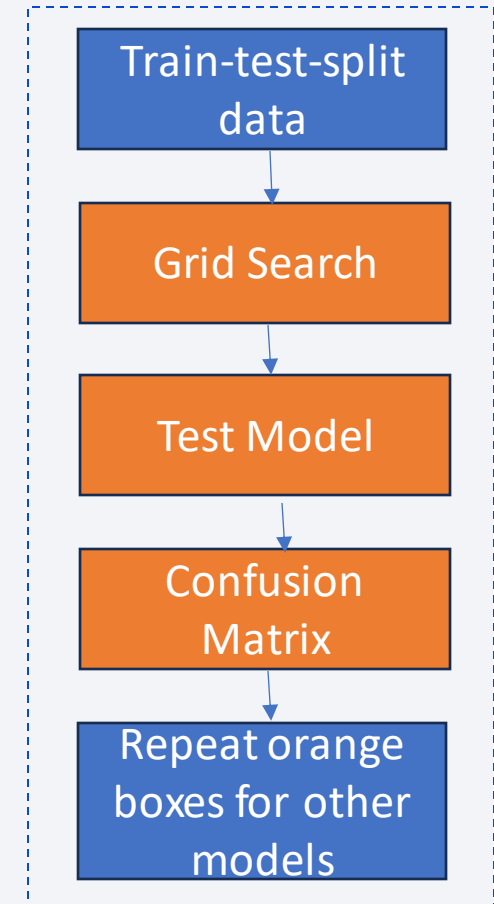 Train-test-split
data
Grid Search
Test Model
Confusion
Matrix
Repeat orange
boxes for other
models